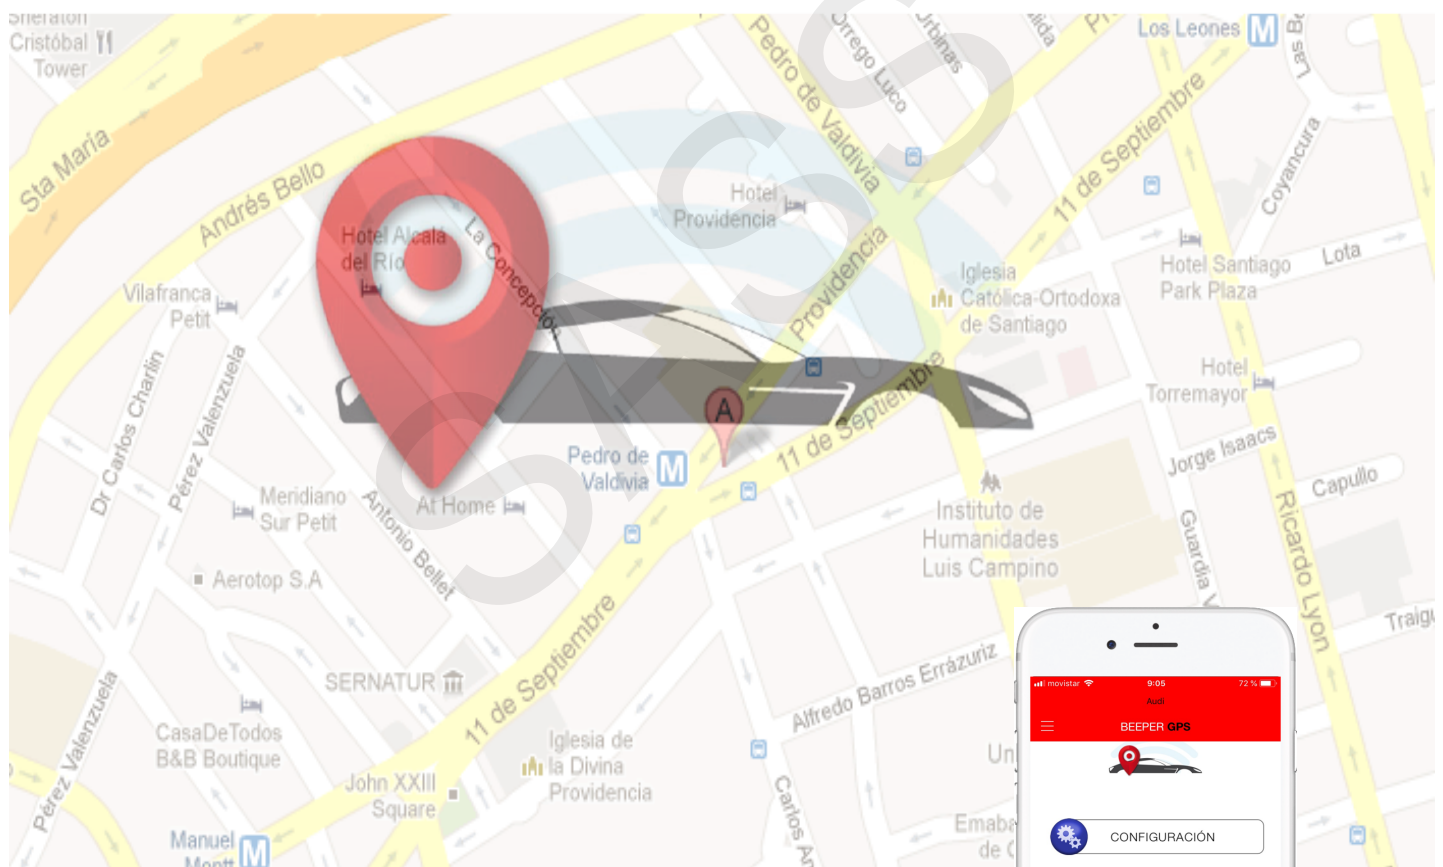 Sheraton
Cristóbal
Tower
Sta María
Andrés Bello
Pedro de Valdivia
Orrego Luco
Urbinas
Los Leones M
11 de Septiembre
Coyancura
Hotel
Providencia
Providencia
Hotel Alcalá
del Río
La Concepción
Iglesia
Católica-Ortodoxa
de Santiago
Hotel Santiago
Park Plaza
Lota
Vilafranca
Petit
Dr Carlos Charlin
Pérez Valenzuela
Hotel
Torremayor
A
11 de Septiembre
Pedro de
Valdivia
M
Jorge Isaacs
Capullo
Meridiano
Sur Petit
At Home
Antonio Bellet
Instituto de
Humanidades
Luis Campino
Ricardo Lyon
Aerotop S.A
SERNATUR
11 de Septiembre
Alfredo Barros Errázuriz
Pérez Valenzuela
CasaDeTodos
B&B Boutique
Iglesia de
la Divina
Providencia
John XXIII
Square
Manuel
Montt
M
SASS
movistar 9:05 72 %
Audi
BEEPER GPS
CONFIGURACIÓN